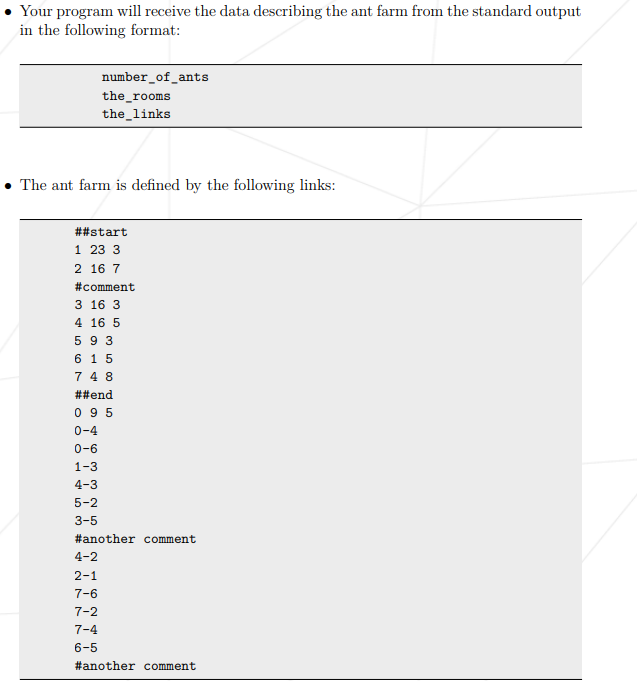 • Your program will receive the data describing the ant farm from the standard output
in the following format:
number_of_ants
the_rooms
the_links
• The ant farm is defined by the following links:
##start
1 23 3
2 16 7
#comment
3 16 3
4 16 5
5 9 3
6 1 5
7 4 8
##end
0 9 5
0-4
0-6
1-3
4-3
5-2
3-5
#another comment
4-2
2-1
7-6
7-2
7-4
6-5
#another comment